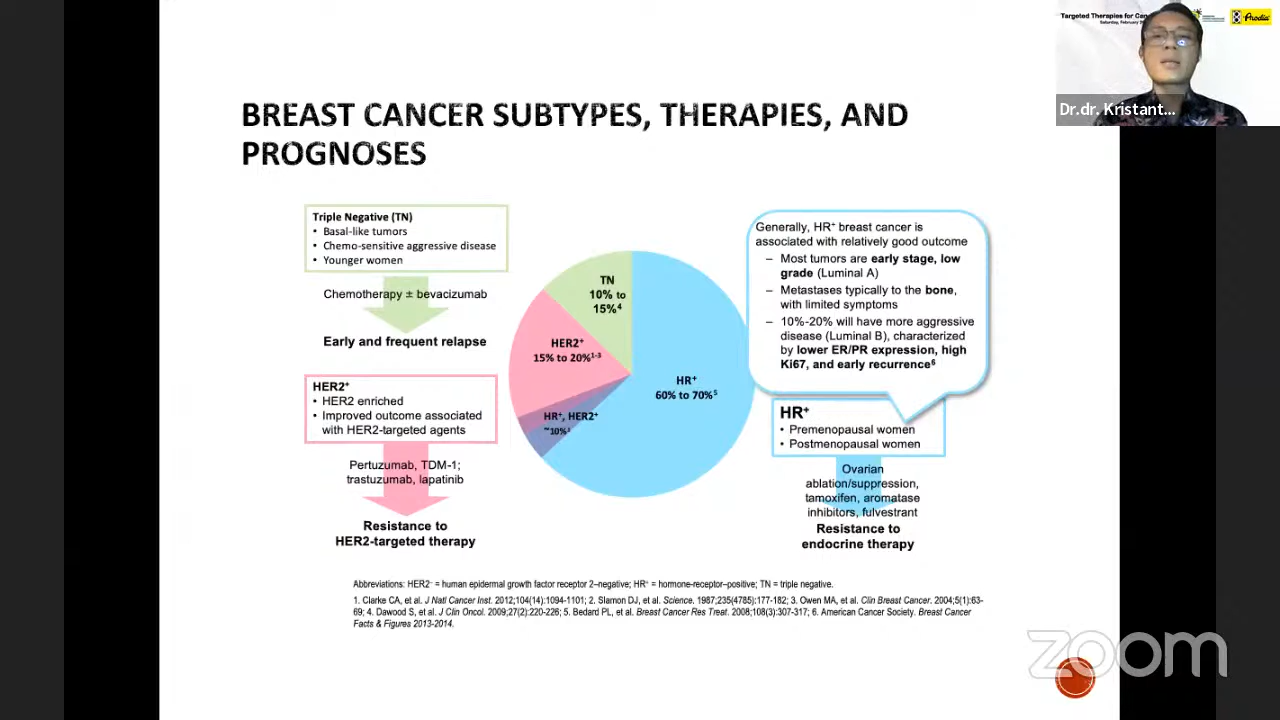 BREAST CANCER SUBTYPES, THERAPIES, AND
PROGNOSES
Triple Negative (TN)
• Basal-like tumors
• Chemo-sensitive aggressive disease
• Younger women
Chemotherapy ± bevacizumab
Early and frequent relapse
HER2⁺
• HER2 enriched
• Improved outcome associated
with HER2-targeted agents
Pertuzumab, TDM-1;
trastuzumab, lapatinib
Resistance to
HER2-targeted therapy
TN
10% to
15%⁴
HER2⁺
15% to 20%¹⁻³
HR⁺, HER2⁺
~10%
HR⁺
60% to 70%⁵
Generally, HR⁺ breast cancer is
associated with relatively good outcome
– Most tumors are early stage, low
grade (Luminal A)
– Metastases typically to the bone,
with limited symptoms
– 10%-20% will have more aggressive
disease (Luminal B), characterized
by lower ER/PR expression, high
Ki67, and early recurrence⁶
HR⁺
• Premenopausal women
• Postmenopausal women
Ovarian
ablation/suppression,
tamoxifen, aromatase
inhibitors, fulvestrant
Resistance to
endocrine therapy
Abbreviations: HER2⁻ = human epidermal growth factor receptor 2–negative; HR⁺ = hormone-receptor–positive; TN = triple negative.
1. Clarke CA, et al. J Natl Cancer Inst. 2012;104(14):1094-1101; 2. Slamon DJ, et al. Science. 1987;235(4785):177-182; 3. Owen MA, et al. Clin Breast Cancer. 2004;5(1):63-
69; 4. Dawood S, et al. J Clin Oncol. 2009;27(2):220-226; 5. Bedard PL, et al. Breast Cancer Res Treat. 2008;108(3):307-317; 6. American Cancer Society. Breast Cancer
Facts & Figures 2013-2014.
Targeted Therapies for Can
Saturday, February
Prodia
Dr.dr. Kristant...
zoom